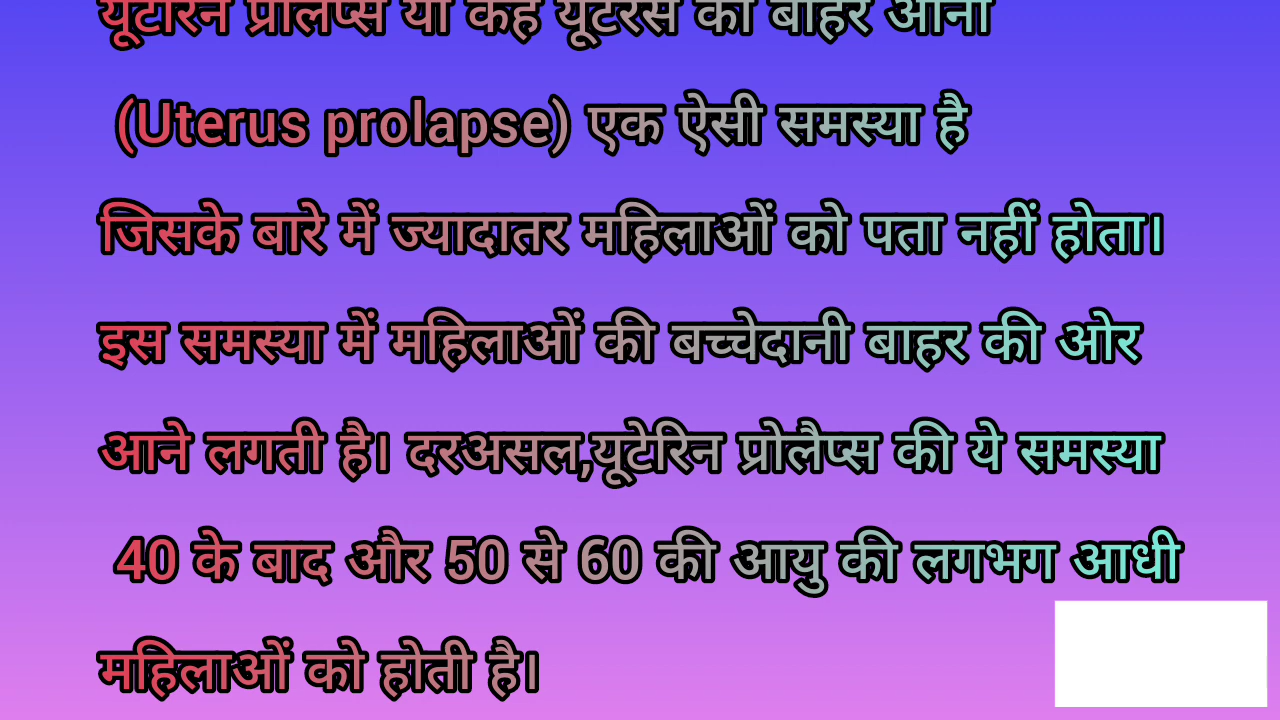 यूटेरिन प्रोलैप्स या कहें यूटरस का बाहर आना
(Uterus prolapse) एक ऐसी समस्या है
जिसके बारे में ज्यादातर महिलाओं को पता नहीं होता।
इस समस्या में महिलाओं की बच्चेदानी बाहर की ओर
आने लगती है। दरअसल,यूटेरिन प्रोलैप्स की ये समस्या
40 के बाद और 50 से 60 की आयु की लगभग आधी
महिलाओं को होती है।